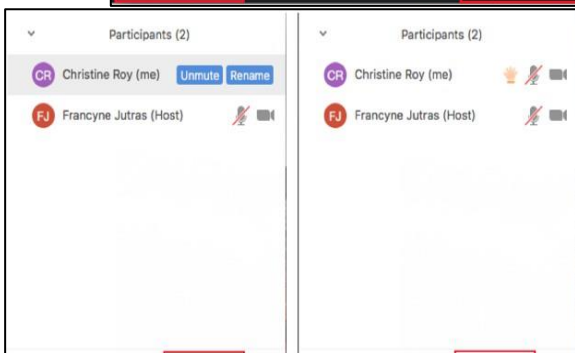 Participants (2)
CR Christine Roy (me) Unmute Rename
FJ Francyne Jutras (Host)
Participants (2)
CR Christine Roy (me)
FJ Francyne Jutras (Host)